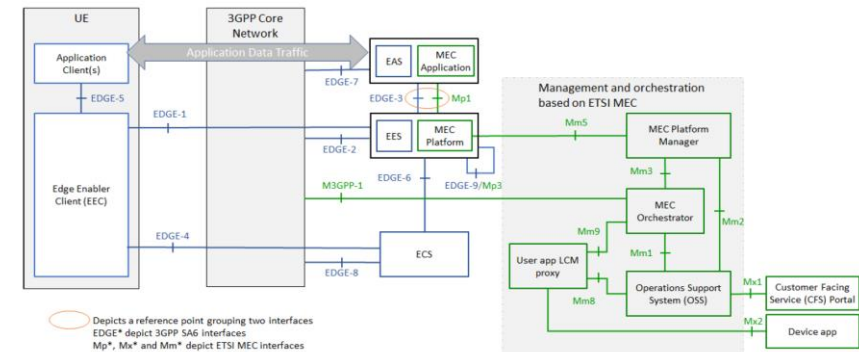 UE
3GPP Core
Network
Application Data Traffic
Application
Client(s)
EAS
MEC
Application
EDGE-7
EDGE-5
EDGE-3
Mp1
Management and orchestration
based on ETSI MEC
EDGE-1
EES
MEC
Platform
EDGE-2
Mm5
MEC Platform
Manager
EDGE-6
EDGE-9/Mp3
Mm3
Edge Enabler
Client (EEC)
M3GPP-1
MEC
Orchestrator
Mm2
Mm9
EDGE-4
ECS
User app LCM
proxy
Mm1
EDGE-8
Mm8
Operations Support
System (OSS)
Mx1
Customer Facing
Service (CFS) Portal
Mx2
Device app
Depicts a reference point grouping two interfaces
EDGE* depict 3GPP SA6 interfaces
Mp*, Mx* and Mm* depict ETSI MEC interfaces